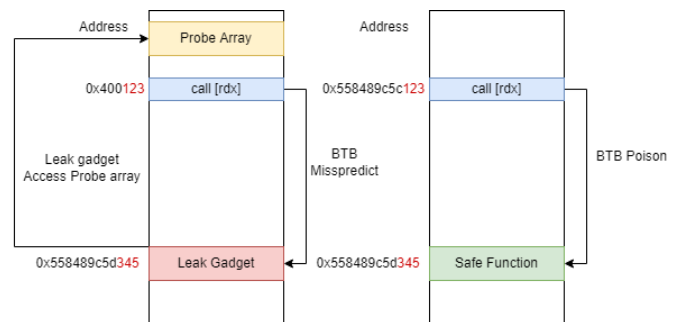 Address
Probe Array
Address
0x400123
call [rdx]
0x558489c5c123
call [rdx]
Leak gadget
Access Probe array
BTB
Misspredict
BTB Poison
0x558489c5d345
Leak Gadget
0x558489c5d345
Safe Function